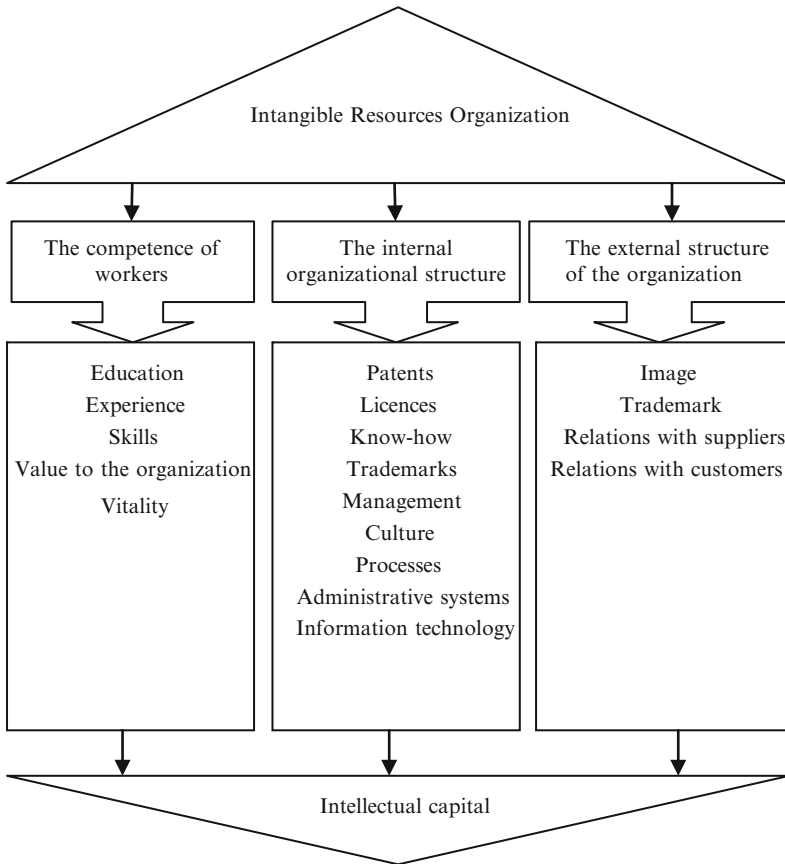 Intangible Resources Organization
The competence of
workers
The internal
organizational structure
The external structure
of the organization
Education
Experience
Skills
Value to the organization
Vitality
Patents
Licences
Know-how
Trademarks
Management
Culture
Processes
Administrative systems
Information technology
Image
Trademark
Relations with suppliers
Relations with customers
Intellectual capital